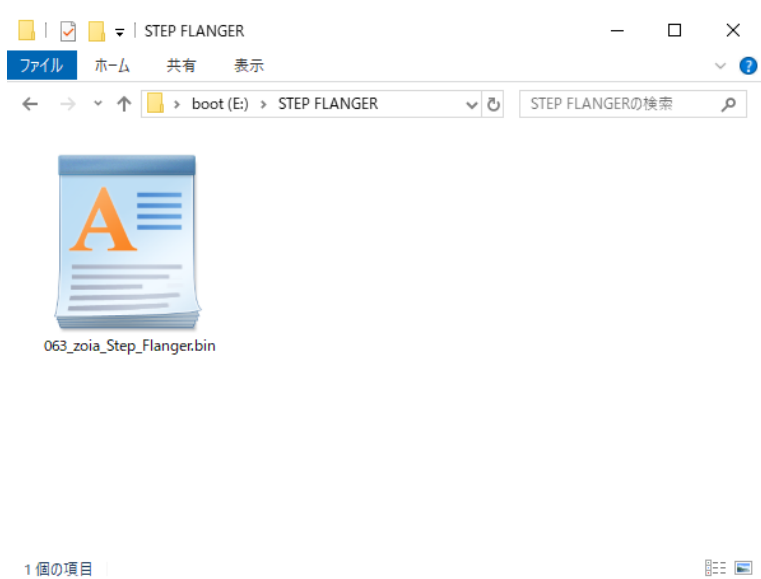 STEP FLANGER
ファイル ホーム 共有 表示
boot (E:) STEP FLANGER STEP FLANGERの検索
A
063_zoia_Step_Flanger.bin
1 個の項目